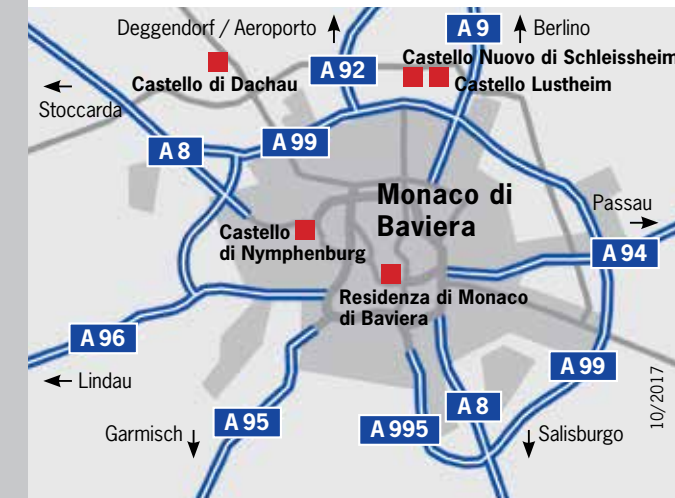 Deggendorf / Aeroporto
A 9
Berlino
Castello Nuovo di Schleissheim
A 92
Castello di Dachau
Castello Lustheim
Stoccarda
A 99
A 8
Monaco di
Baviera
Passau
Castello
di Nymphenburg
A 94
Residenza di Monaco
di Baviera
A 96
A 99
Lindau
10/2017
A 8
A 95
A 995
Garmisch
Salisburgo